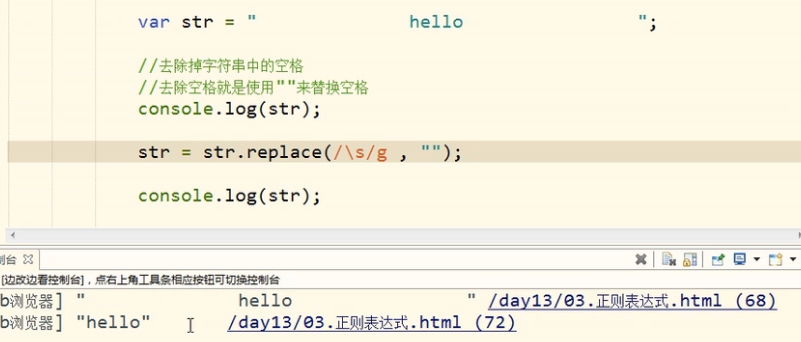 var str = "              hello                 ";
//去除掉字符串中的空格
//去除空格就是使用""来替换空格
console.log(str);
str = str.replace(/\s/g , "");
console.log(str);
制台
[边改边看控制台]，点右上角工具条相应按钮可切换控制台
b浏览器] "              hello                 " /day13/03.正则表达式.html (68)
b浏览器] "hello" /day13/03.正则表达式.html (72)